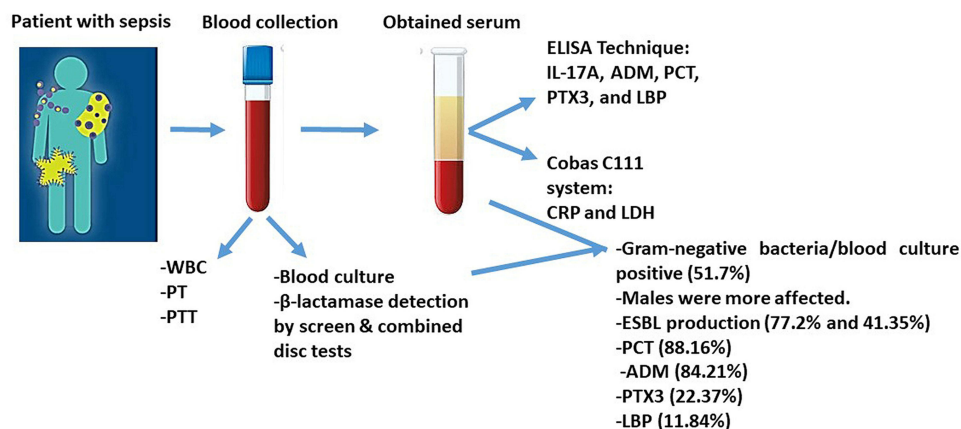 Patient with sepsis
Blood collection
Obtained serum
ELISA Technique:
IL-17A, ADM, PCT,
PTX3, and LBP
Cobas C111
system:
CRP and LDH
-WBC
-PT
-PTT
-Blood culture
-β-lactamase detection
by screen & combined
disc tests
-Gram-negative bacteria/blood culture
positive (51.7%)
-Males were more affected.
-ESBL production (77.2% and 41.35%)
-PCT (88.16%)
-ADM (84.21%)
-PTX3 (22.37%)
-LBP (11.84%)